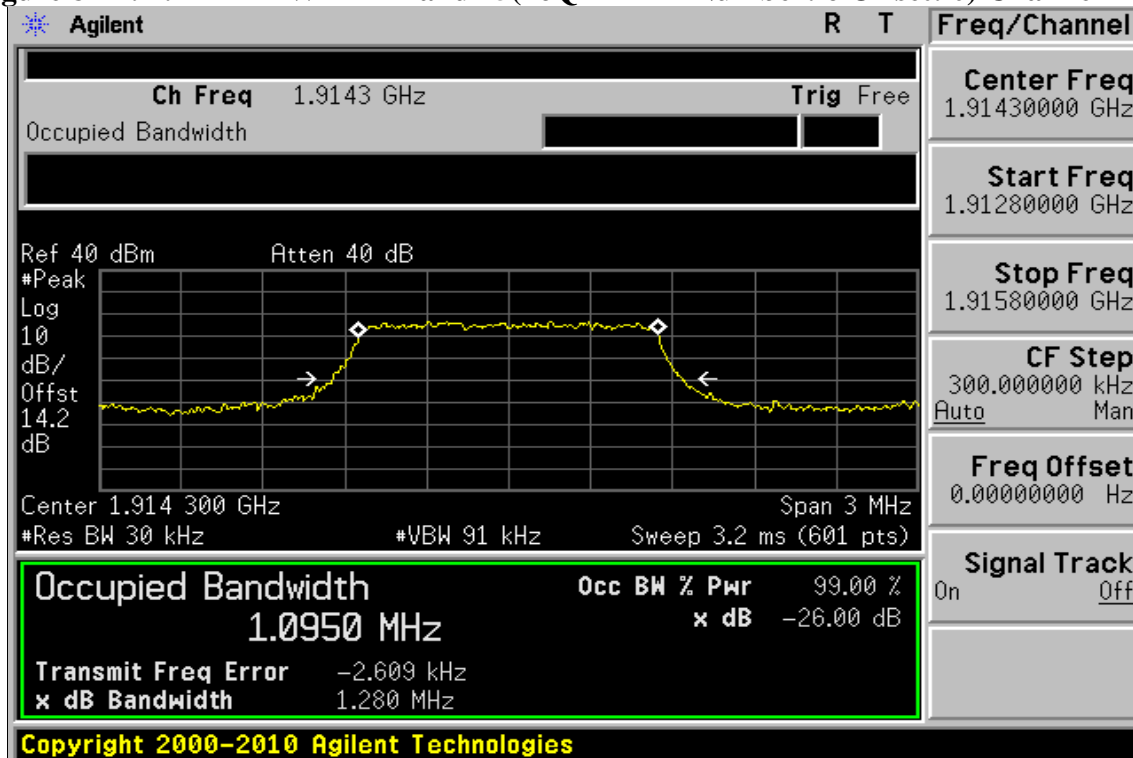 Agilent
R T
Freq/Channel
Ch Freq 1.9143 GHz
Trig Free
Occupied Bandwidth
Center Freq
1.91430000 GHz
Start Freq
1.91280000 GHz
Stop Freq
1.91580000 GHz
CF Step
300.000000 kHz
Auto Man
Freq Offset
0.00000000 Hz
Signal Track
On Off
Ref 40 dBm
Atten 40 dB
#Peak
Log
10
dB/
Offst
14.2
dB
Center 1.914 300 GHz
Span 3 MHz
#Res BW 30 kHz
#VBW 91 kHz
Sweep 3.2 ms (601 pts)
Occupied Bandwidth
1.0950 MHz
Occ BW % Pwr 99.00 %
x dB -26.00 dB
Transmit Freq Error -2.609 kHz
x dB Bandwidth 1.280 MHz
Copyright 2000-2010 Agilent Technologies